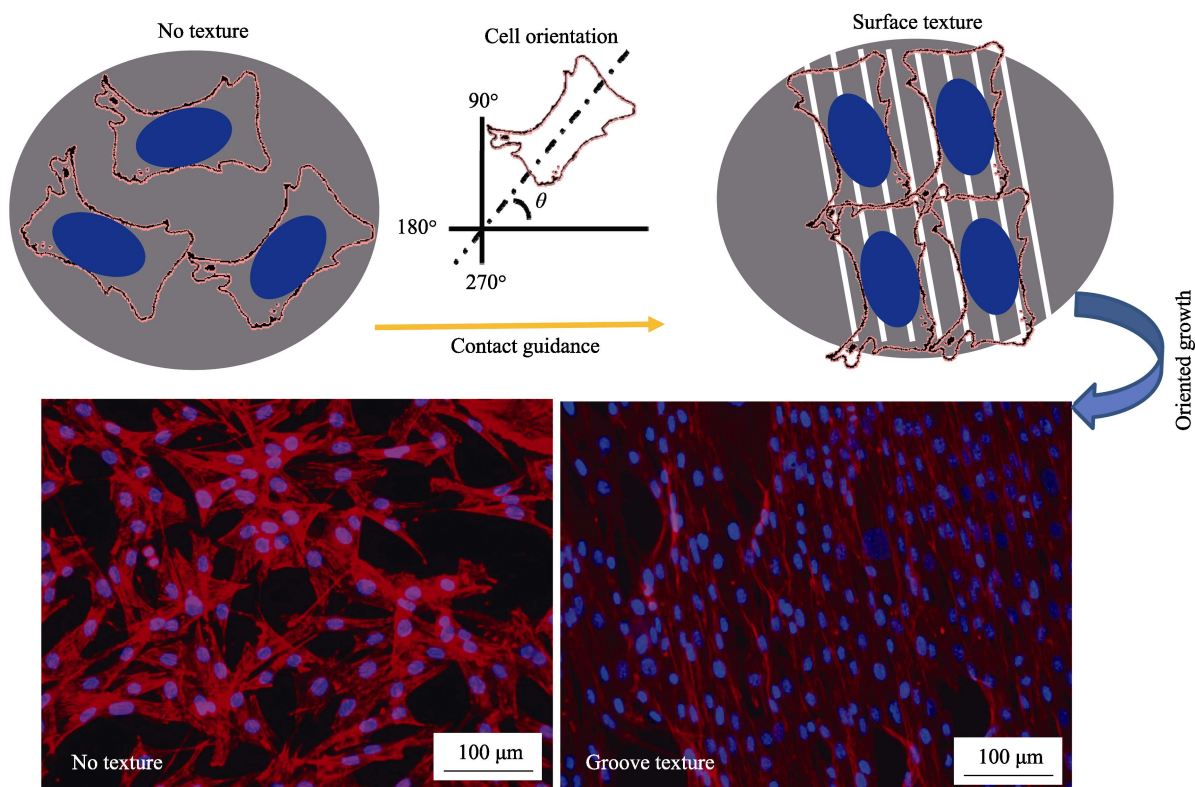 No texture
Cell orientation
Surface texture
90°
θ
180°
270°
Contact guidance
Oriented growth
No texture
100 μm
Groove texture
100 μm